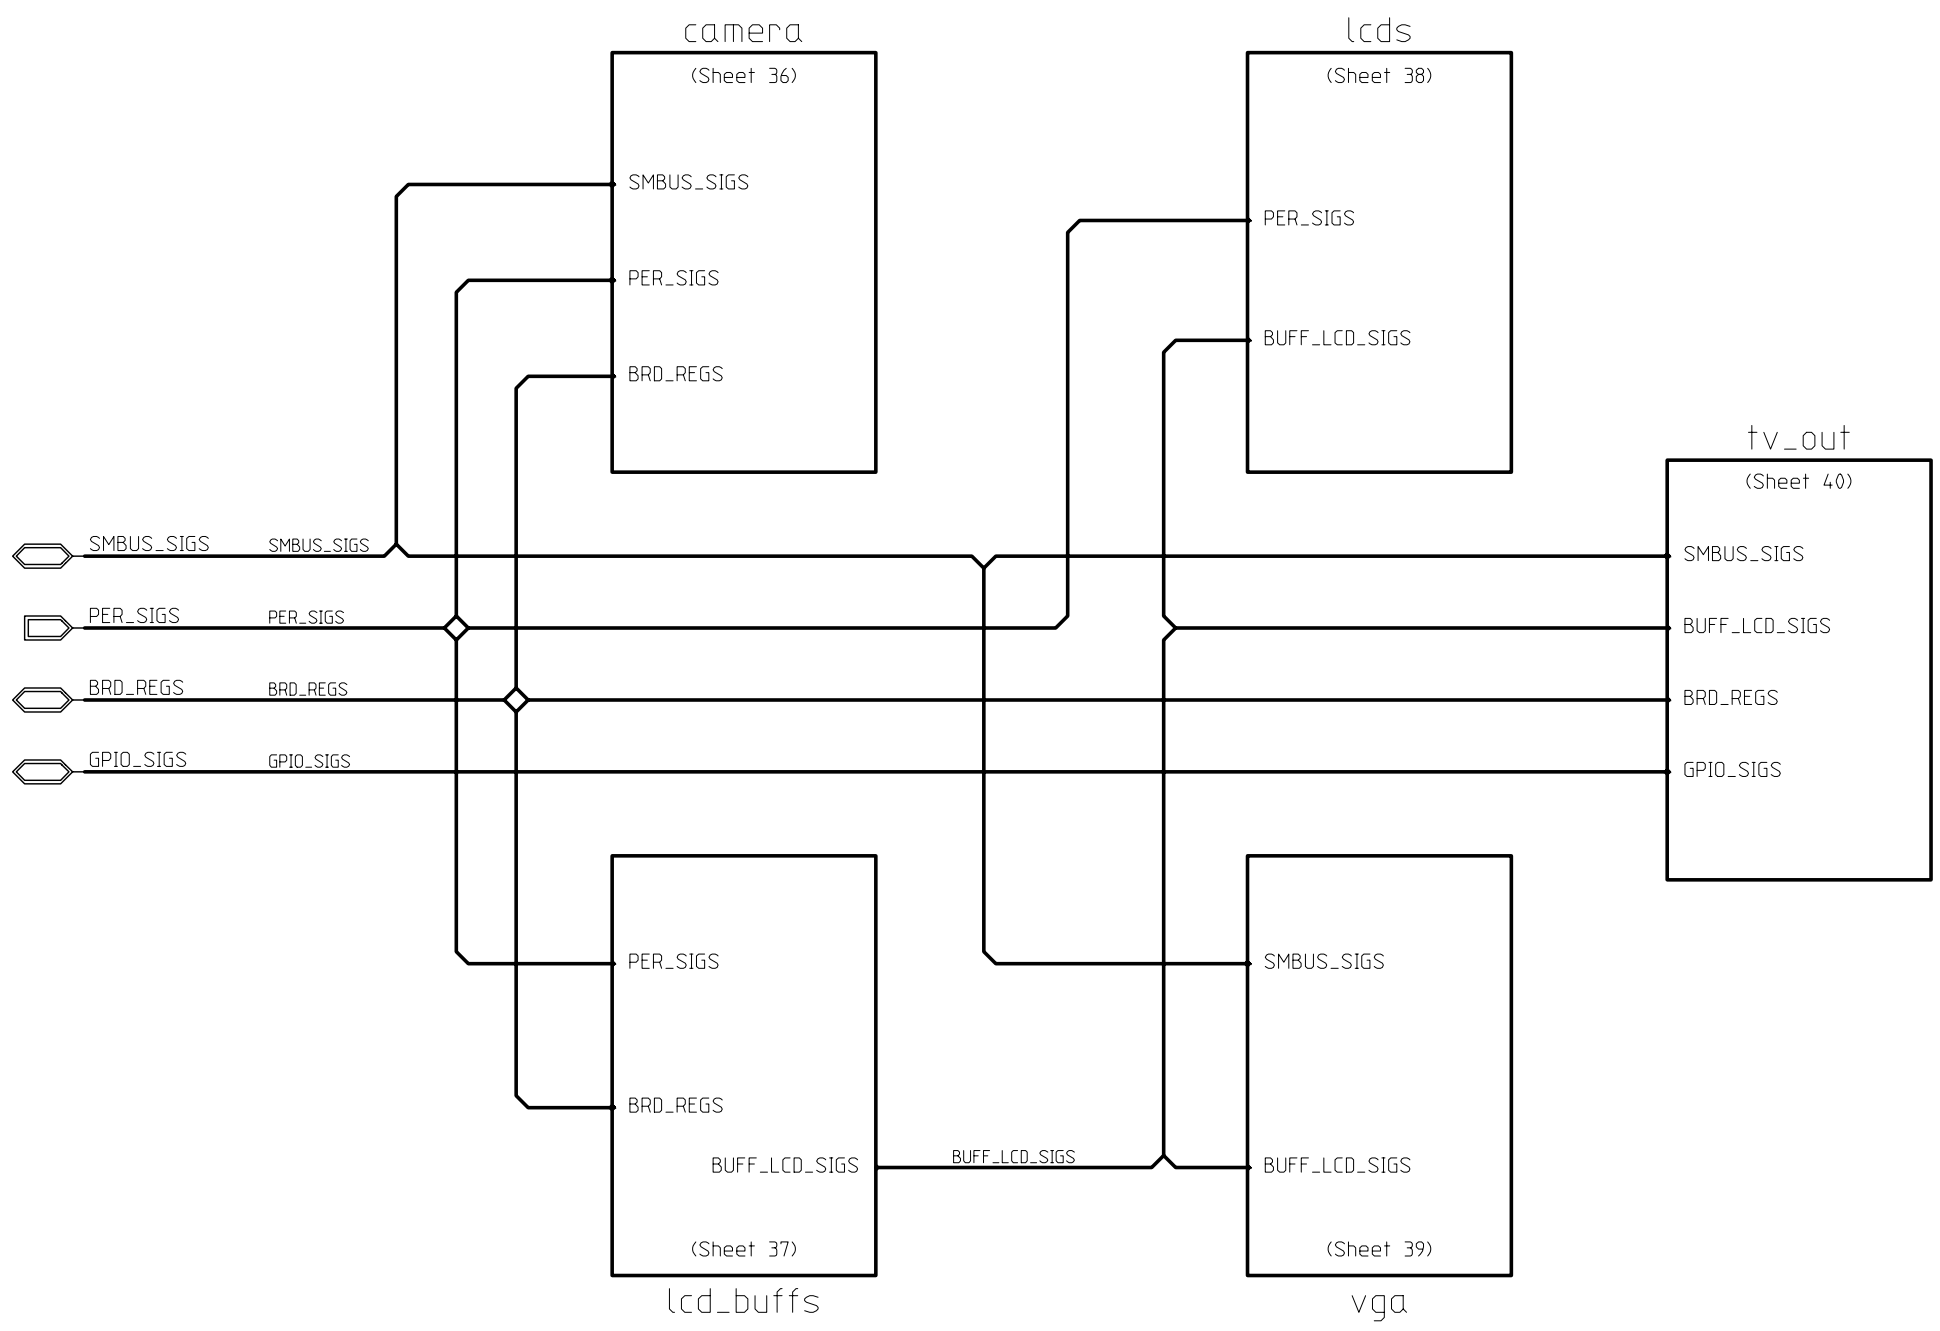 camera
(Sheet 36)
SMBUS_SIGS
PER_SIGS
BRD_REGS
lcds
(Sheet 38)
PER_SIGS
BUFF_LCD_SIGS
tv_out
(Sheet 40)
SMBUS_SIGS
BUFF_LCD_SIGS
BRD_REGS
GPIO_SIGS
SMBUS_SIGS SMBUS_SIGS
PER_SIGS PER_SIGS
BRD_REGS BRD_REGS
GPIO_SIGS GPIO_SIGS
PER_SIGS
BRD_REGS
BUFF_LCD_SIGS
(Sheet 37)
lcd_buffs
BUFF_LCD_SIGS
SMBUS_SIGS
BUFF_LCD_SIGS
(Sheet 39)
vga